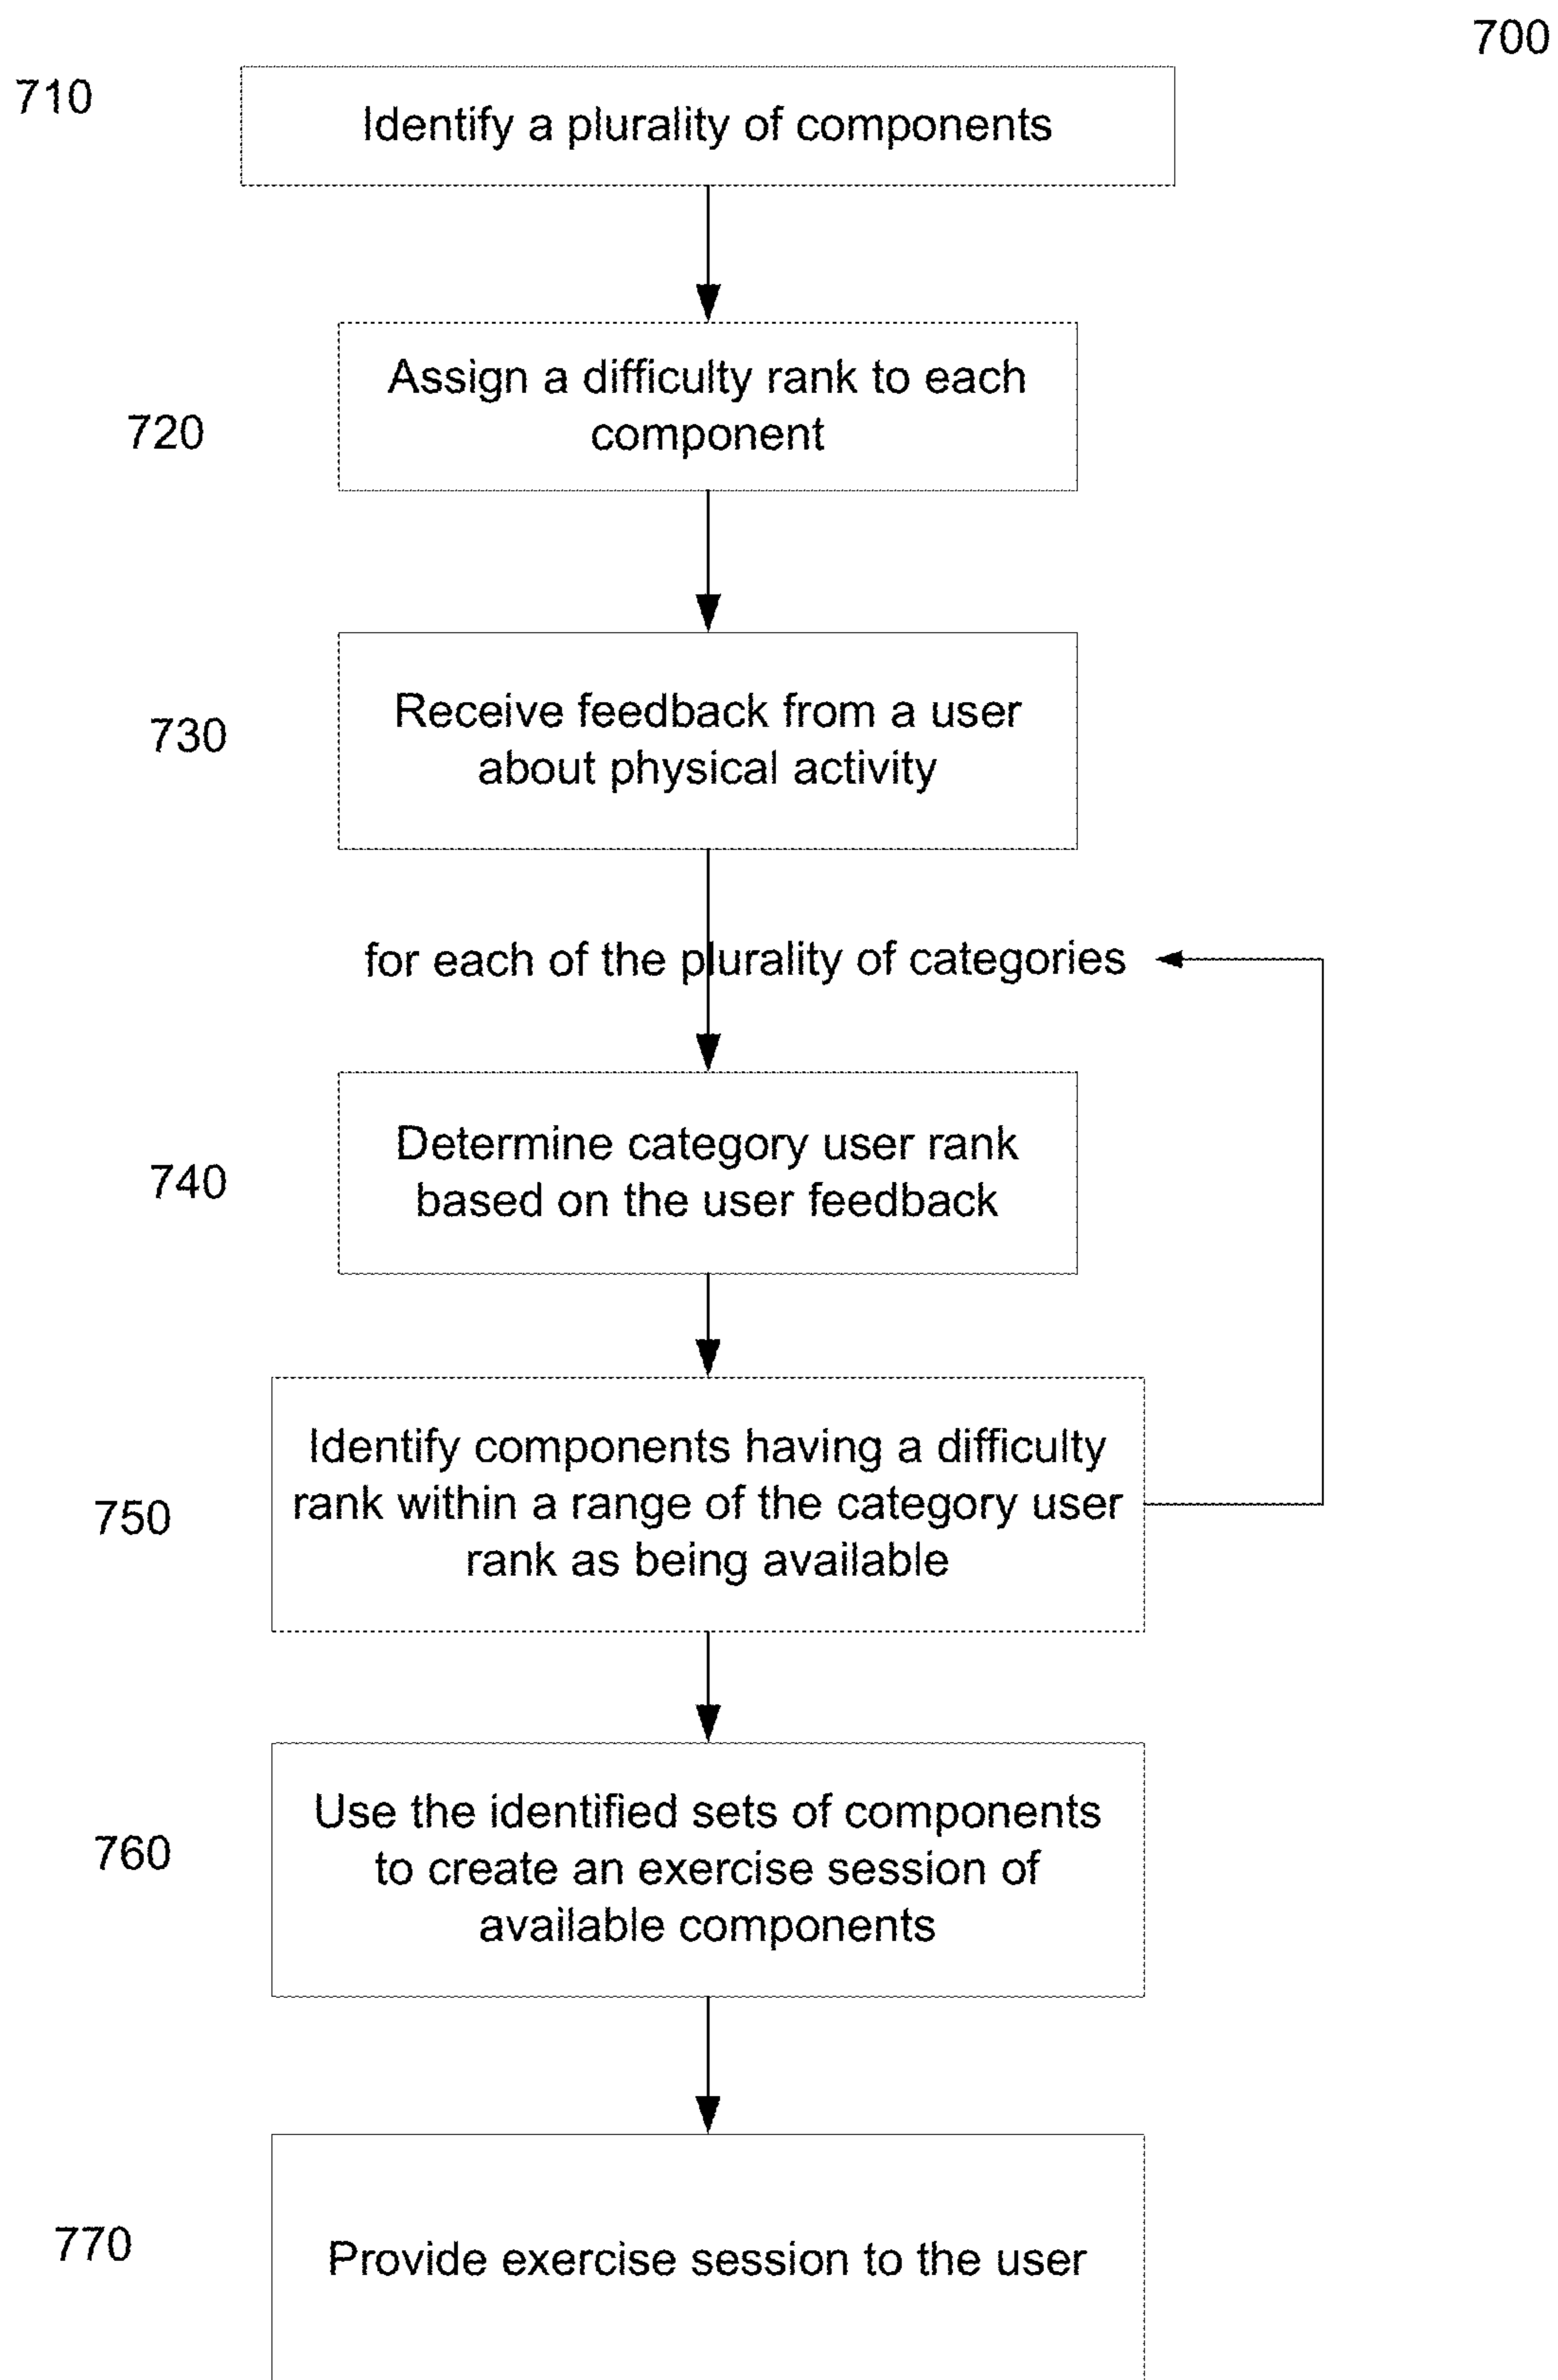 700
710
Identify a plurality of components
Assign a difficulty rank to each
component
720
Receive feedback from a user
about physical activity
730
for each of the plurality of categories
Determine category user rank
based on the user feedback
740
Identify components having a difficulty
rank within a range of the category user
rank as being available
750
Use the identified sets of components
to create an exercise session of
available components
760
770
Provide exercise session to the user